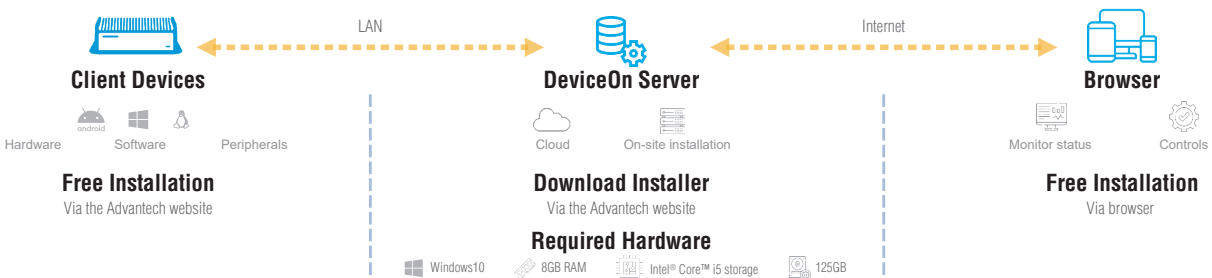 LAN
Internet
Client Devices
DeviceOn Server
Browser
android
Hardware
Software
Peripherals
Cloud
On-site installation
Monitor status
Controls
Free Installation
Via the Advantech website
Download Installer
Via the Advantech website
Free Installation
Via browser
Required Hardware
Windows10
8GB RAM
Intel® Core™ i5 storage
125GB